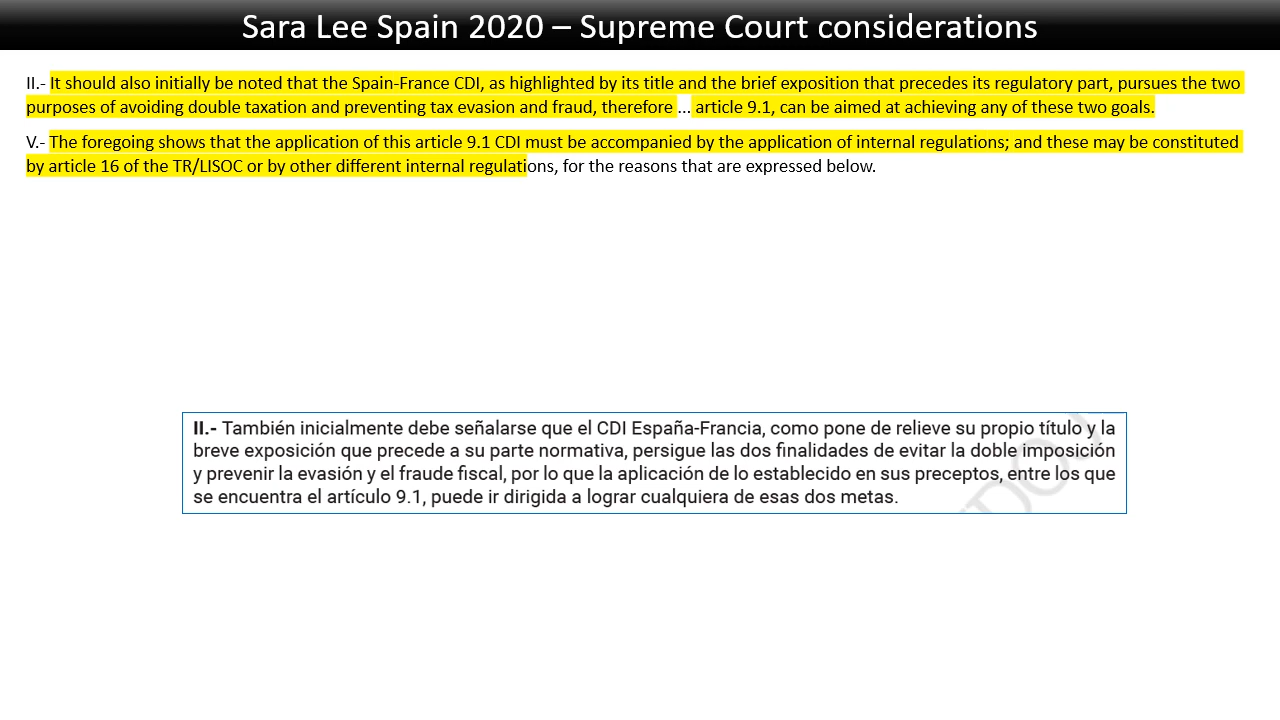 Sara Lee Spain 2020 – Supreme Court considerations
II.- It should also initially be noted that the Spain-France CDI, as highlighted by its title and the brief exposition that precedes its regulatory part, pursues the two
purposes of avoiding double taxation and preventing tax evasion and fraud, therefore ... article 9.1, can be aimed at achieving any of these two goals.
V.- The foregoing shows that the application of this article 9.1 CDI must be accompanied by the application of internal regulations; and these may be constituted
by article 16 of the TR/LISOC or by other different internal regulations, for the reasons that are expressed below.
II.- También inicialmente debe señalarse que el CDI España-Francia, como pone de relieve su propio título y la
breve exposición que precede a su parte normativa, persigue las dos finalidades de evitar la doble imposición
y prevenir la evasión y el fraude fiscal, por lo que la aplicación de lo establecido en sus preceptos, entre los que
se encuentra el artículo 9.1, puede ir dirigida a lograr cualquiera de esas dos metas.